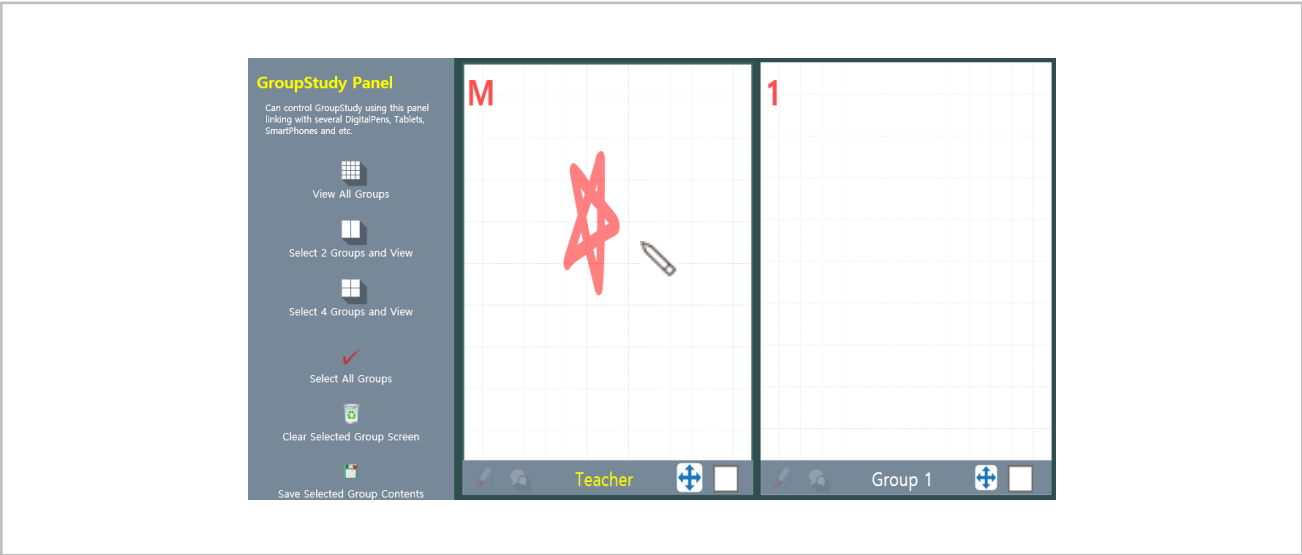 GroupStudy Panel
Can control GroupStudy using this panel
linking with several DigitalPens, Tablets,
SmartPhones and etc.
View All Groups
Select 2 Groups and View
Select 4 Groups and View
Select All Groups
Clear Selected Group Screen
Save Selected Group Contents
M
Teacher
1
Group 1